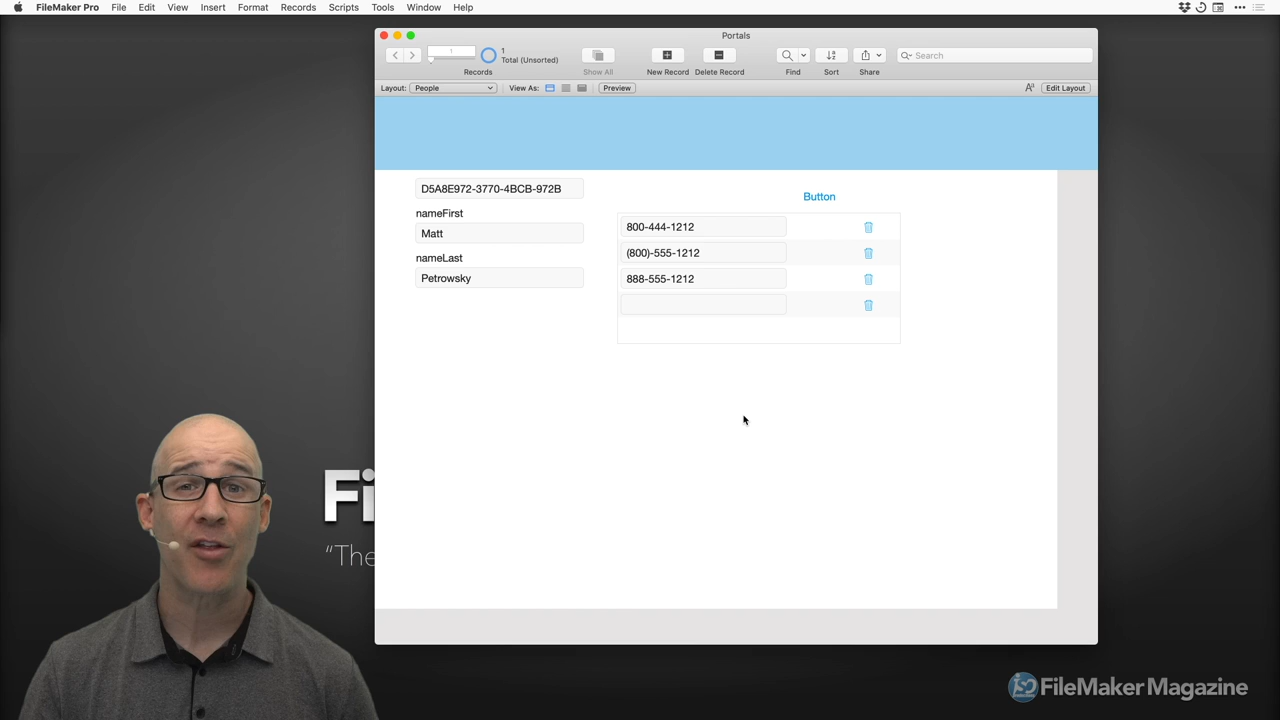 FileMaker Pro File Edit View Insert Format Records Scripts Tools Window Help
Portals
1
1
Total (Unsorted)
Records
Show All
New Record
Delete Record
Find
Sort
Share
Search
Layout: People
View As:
Preview
Aa
Edit Layout
D5A8E972-3770-4BCB-972B
nameFirst
Matt
nameLast
Petrowsky
Button
800-444-1212
(800)-555-1212
888-555-1212
Fi
“The
FileMaker Magazine